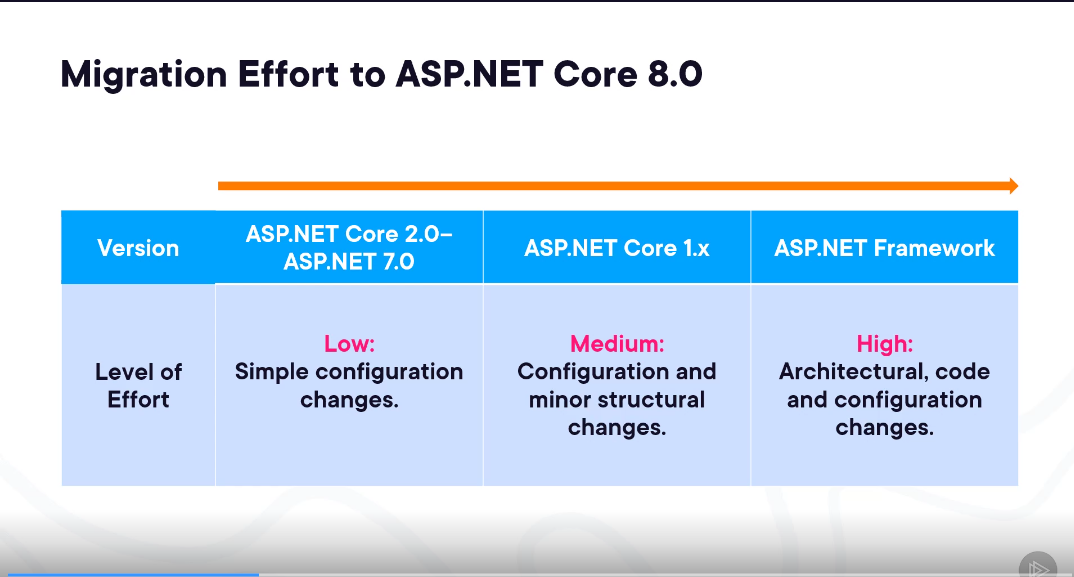 Migration Effort to ASP.NET Core 8.0
Version
ASP.NET Core 2.0–
ASP.NET 7.0
ASP.NET Core 1.x
ASP.NET Framework
Level of
Effort
Low:
Simple configuration
changes.
Medium:
Configuration and
minor structural
changes.
High:
Architectural, code
and configuration
changes.